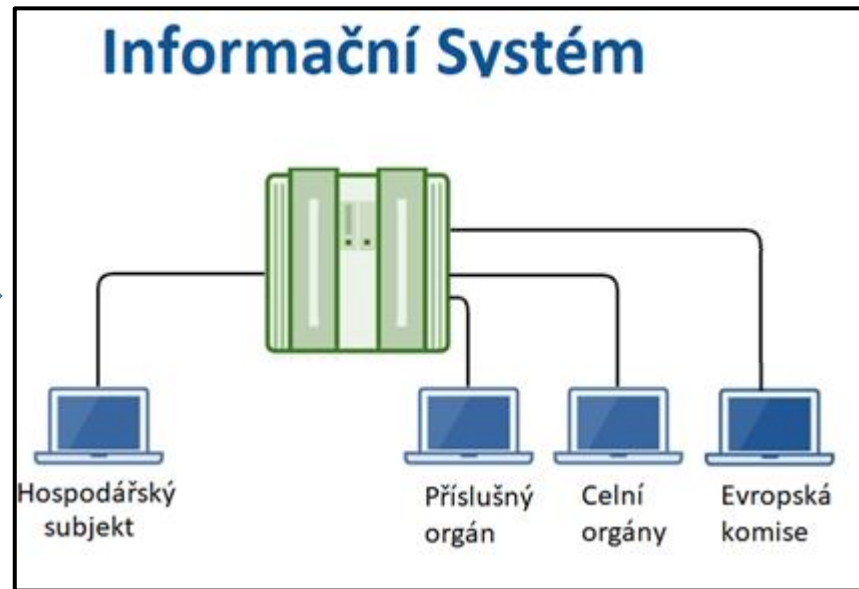 Informační Systém
Hospodářský
subjekt
Příslušný
orgán
Celní
orgány
Evropská
komise